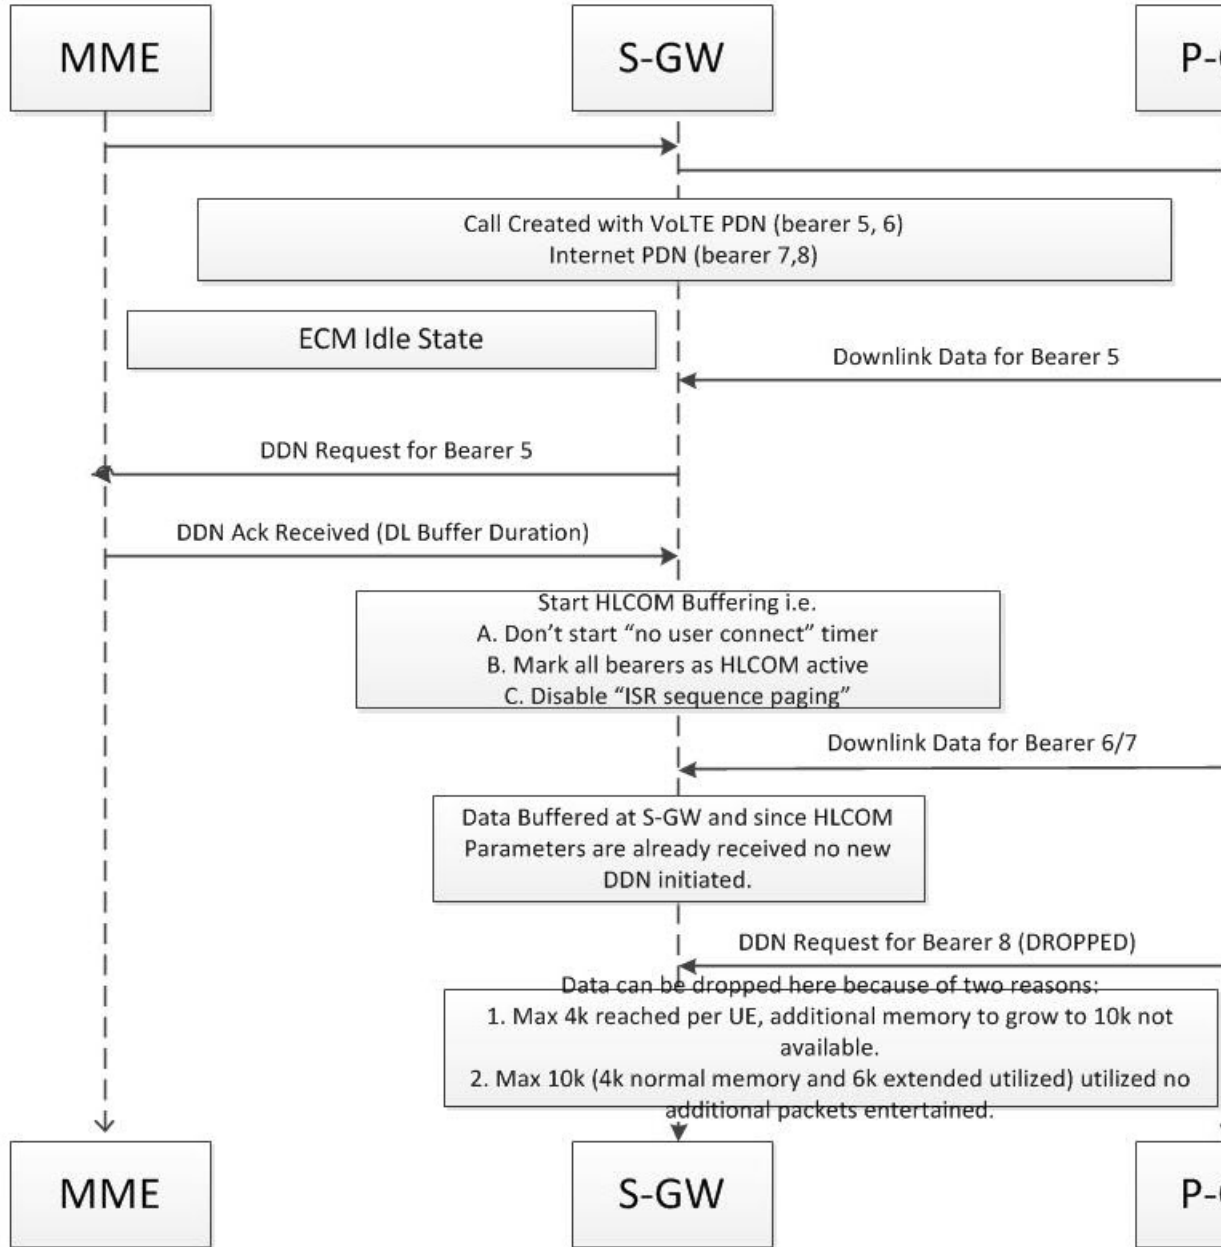 MME
S-GW
P-
Call Created with VoLTE PDN (bearer 5, 6)
Internet PDN (bearer 7,8)
ECM Idle State
Downlink Data for Bearer 5
DDN Request for Bearer 5
DDN Ack Received (DL Buffer Duration)
Start HLCOM Buffering i.e.
A. Don’t start “no user connect” timer
B. Mark all bearers as HLCOM active
C. Disable “ISR sequence paging”
Downlink Data for Bearer 6/7
Data Buffered at S-GW and since HLCOM
Parameters are already received no new
DDN initiated.
DDN Request for Bearer 8 (DROPPED)
Data can be dropped here because of two reasons:
1. Max 4k reached per UE, additional memory to grow to 10k not
available.
2. Max 10k (4k normal memory and 6k extended utilized) utilized no
additional packets entertained.
MME
S-GW
P-